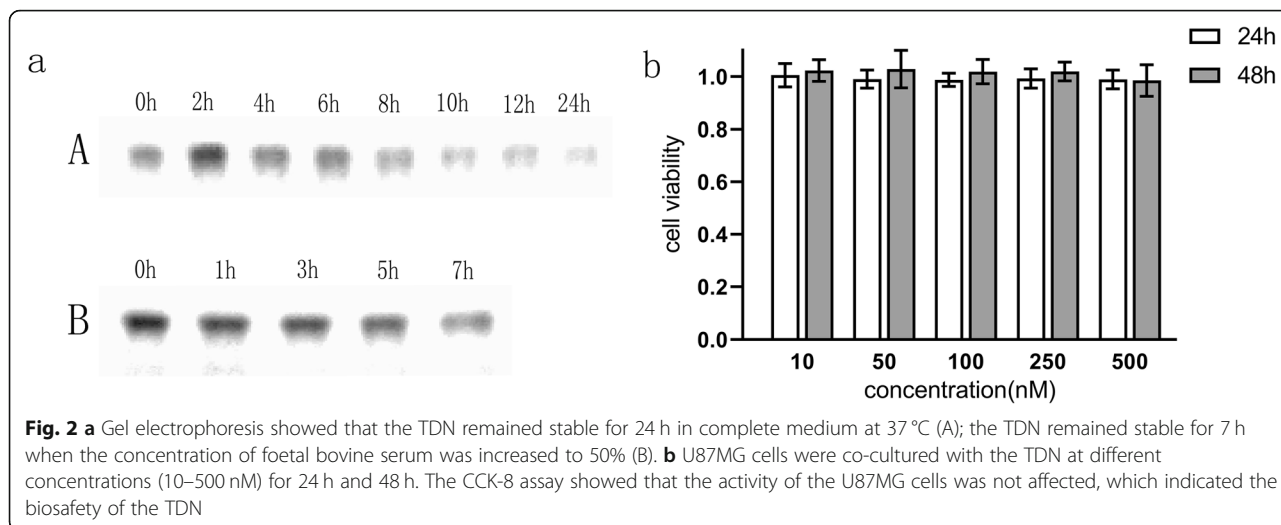 a
0h 2h 4h 6h 8h 10h 12h 24h
A
0h 1h 3h 5h 7h
B
b
24h
48h
1.0
0.8
0.6
0.4
0.2
0.0
cell viability
10 50 100 250 500
concentration(nM)
Fig. 2 a Gel electrophoresis showed that the TDN remained stable for 24 h in complete medium at 37 °C (A); the TDN remained stable for 7 h
when the concentration of foetal bovine serum was increased to 50% (B). b U87MG cells were co-cultured with the TDN at different
concentrations (10–500 nM) for 24 h and 48 h. The CCK-8 assay showed that the activity of the U87MG cells was not affected, which indicated the
biosafety of the TDN